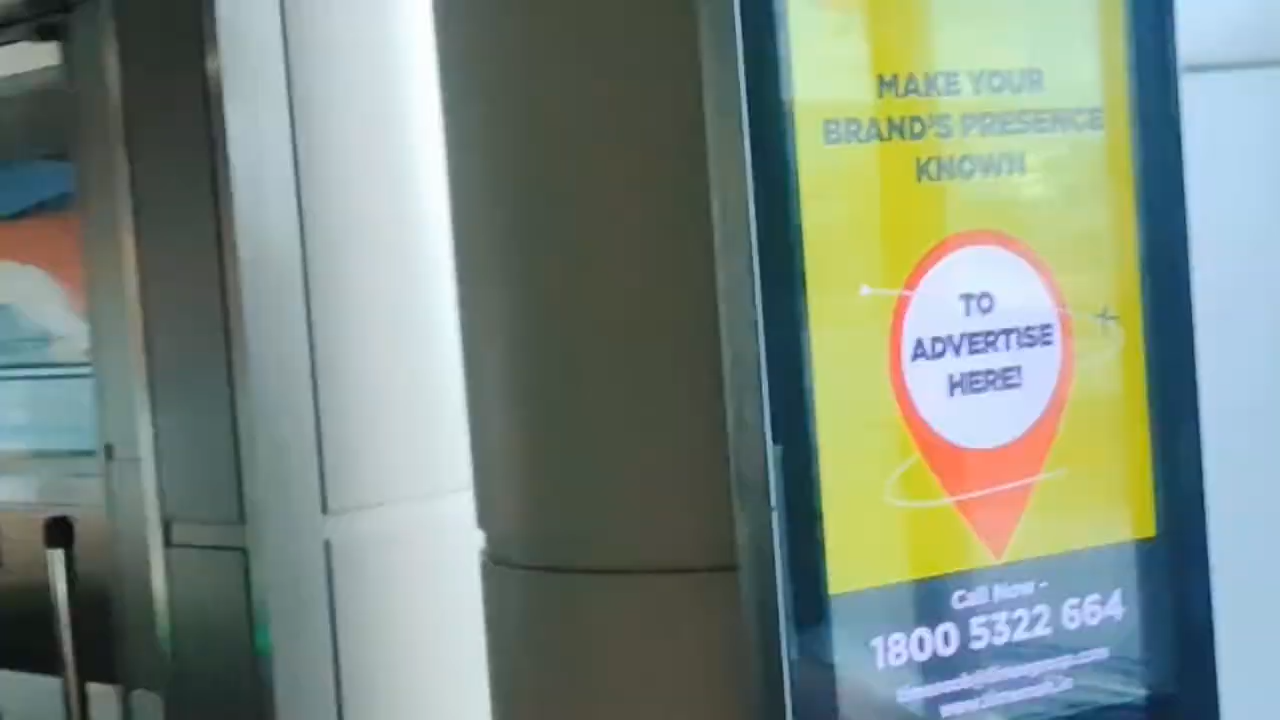 MAKE YOUR
BRAND'S PRESENCE
KNOWN
TO
ADVERTISE
HERE!
Call Now -
1800 5322 664